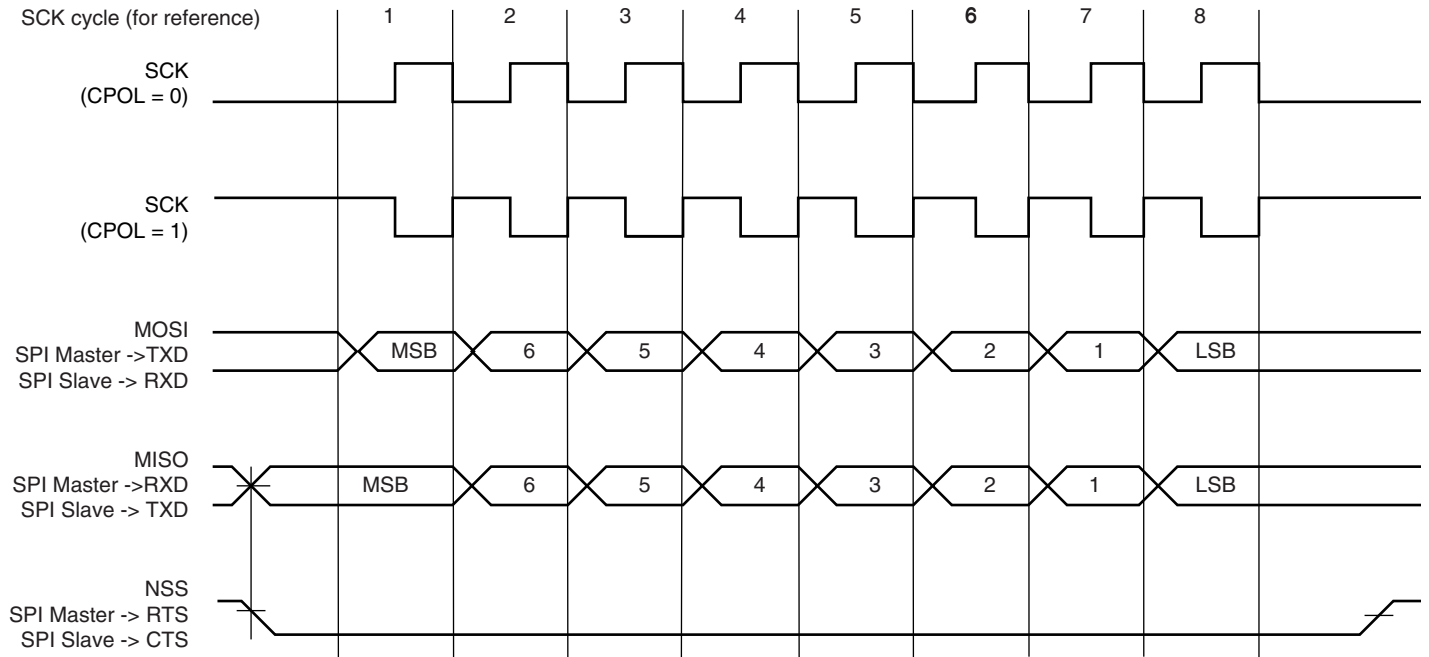 SCK cycle (for reference) 1 2 3 4 5 6 7 8
SCK
(CPOL = 0)
SCK
(CPOL = 1)
MOSI
SPI Master ->TXD
SPI Slave -> RXD
MSB 6 5 4 3 2 1 LSB
MISO
SPI Master ->RXD
SPI Slave -> TXD
MSB 6 5 4 3 2 1 LSB
NSS
SPI Master -> RTS
SPI Slave -> CTS